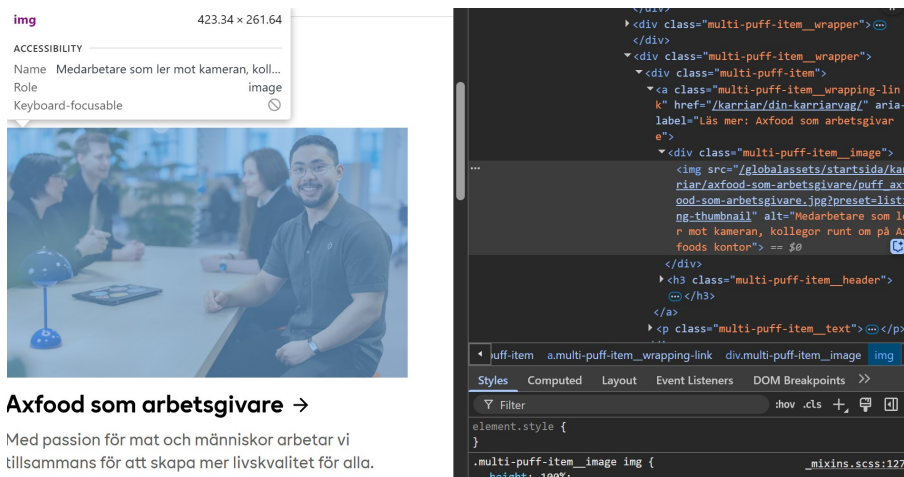 img 423.34 × 261.64
ACCESSIBILITY
Name Medarbetare som ler mot kameran, koll...
Role image
Keyboard-focusable
Axfood som arbetsgivare →
Med passion för mat och människor arbetar vi
tillsammans för att skapa mer livskvalitet för alla.
</div>
<div class="multi-puff-item__wrapper">
</div>
<div class="multi-puff-item__wrapper">
<div class="multi-puff-item">
<a class="multi-puff-item__wrapping-lin
k" href="/karriar/din-karriarvag/" aria-
label="Läs mer: Axfood som arbetsgivar
e">
<div class="multi-puff-item__image">
<img src="/globalassets/startsida/kar
riar/axfood-som-arbetsgivare/puff_axf
ood-som-arbetsgivare.jpg?preset=listi
ng-thumbnail" alt="Medarbetare som le
r mot kameran, kollegor runt om på Ax
foods kontor"> == $0
</div>
<h3 class="multi-puff-item__header">
</h3>
</a>
<p class="multi-puff-item__text"></p>
puff-item a.multi-puff-item__wrapping-link div.multi-puff-item__image img
Styles Computed Layout Event Listeners DOM Breakpoints
Filter :hov .cls
element.style {
}
.multi-puff-item__image img { _mixins.scss:127
height: 100%;